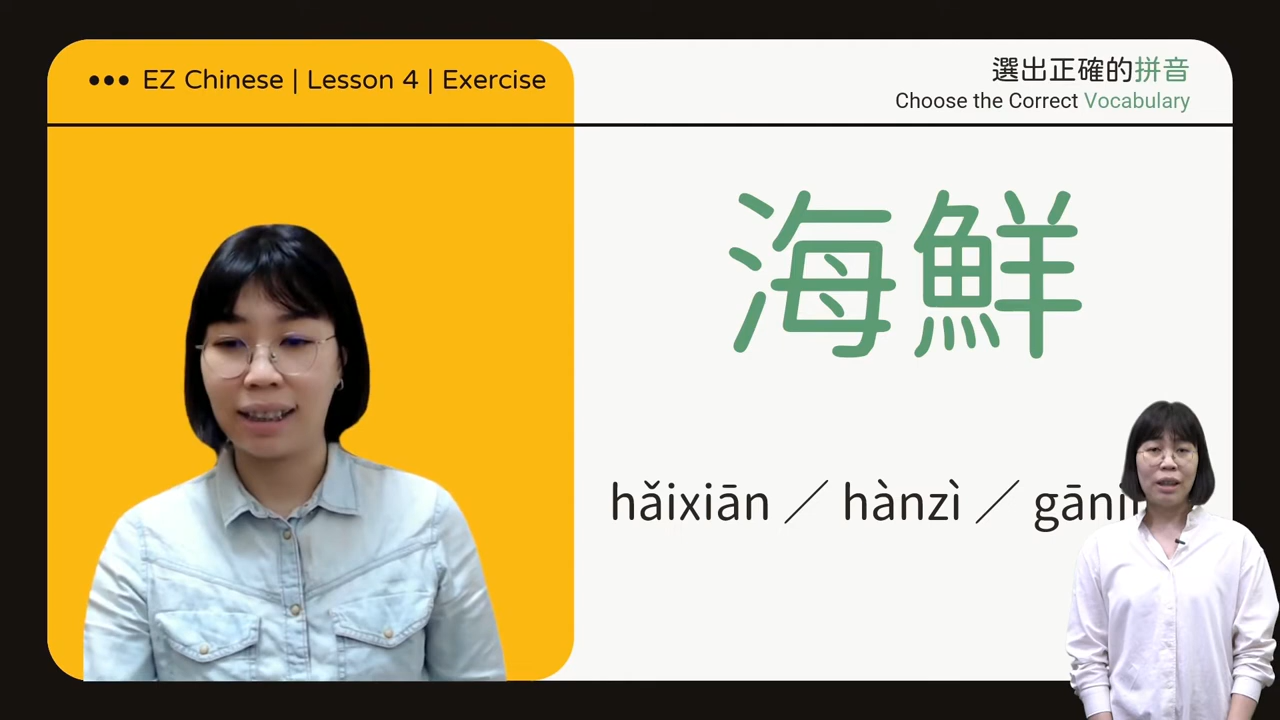 ••• EZ Chinese | Lesson 4 | Exercise
選出正確的拼音
Choose the Correct Vocabulary
海鮮
hǎixiān ／ hànzì ／